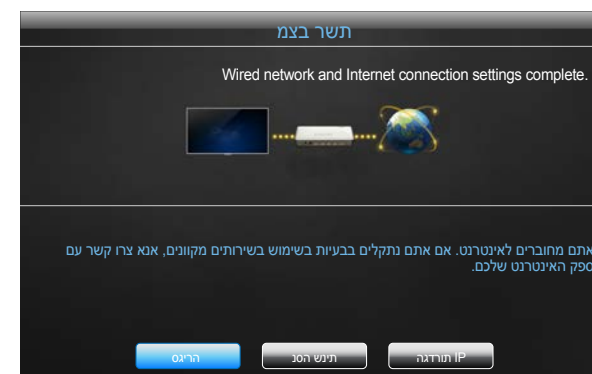 תשר בצמ
Wired network and Internet connection settings complete.
אתם מחוברים לאינטרנט. אם אתם נתקלים בבעיות בשימוש בשירותים מקוונים, אנא צרו קשר עם
ספק האינטרנט שלכם.
IP תורדגה
תינש הסנ
הריגס